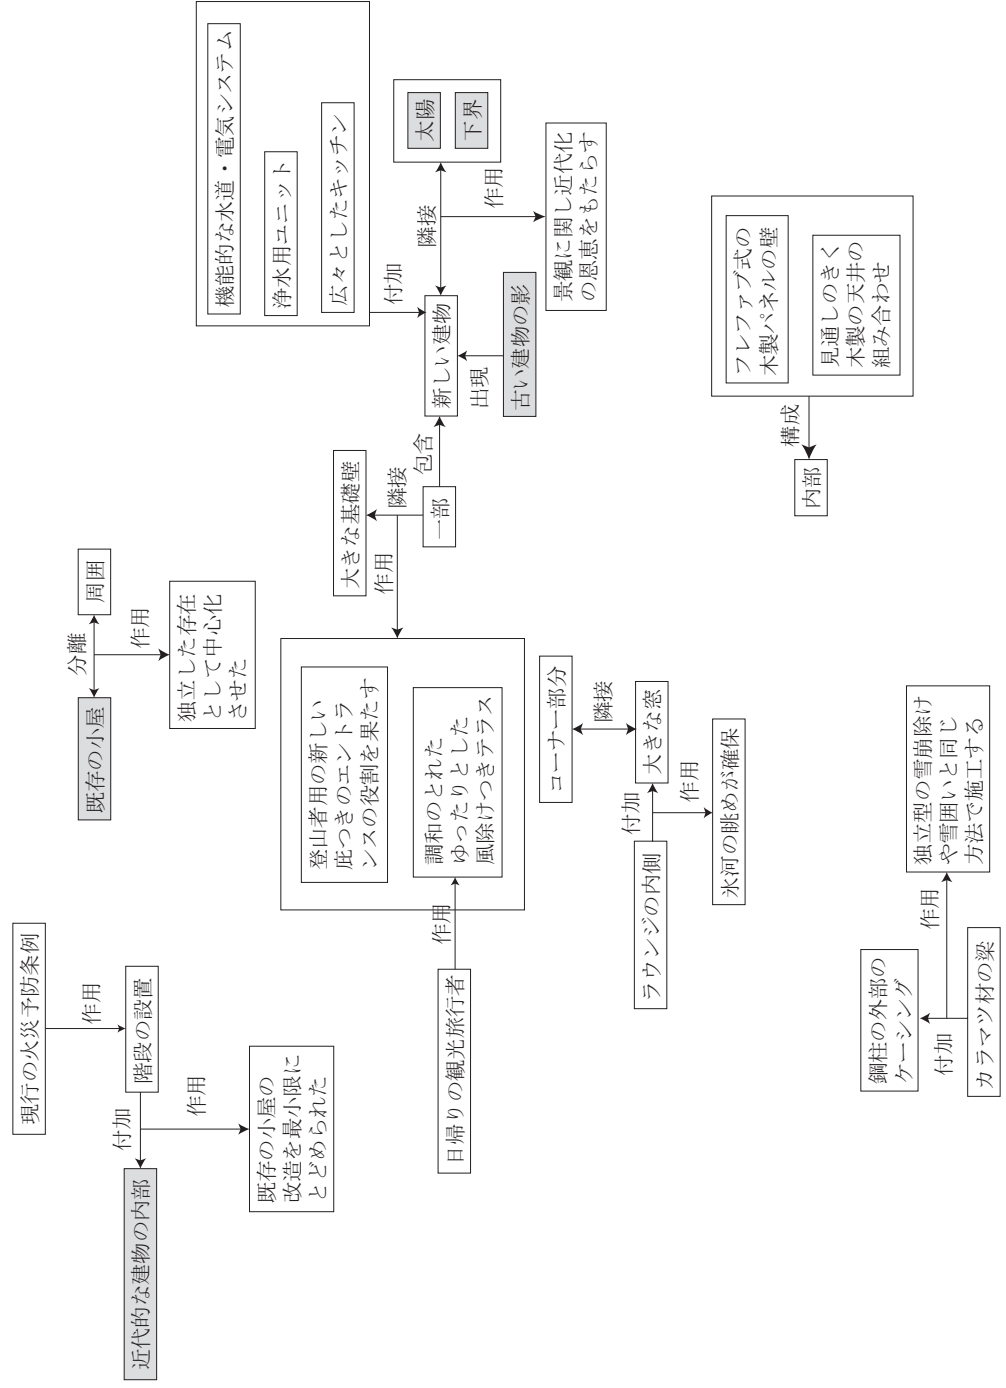 現行の火災予防条例
作用
階段の設置
付加
近代的な建物の内部
作用
既存の小屋の
改造を最小限に
とどめられた
既存の小屋
分離
周囲
作用
独立した存在
として中心化
させた
機能的な水道・電気システム
浄水用ユニット
広々としたキッチン
付加
新しい建物
隣接
太陽
下界
作用
景観に関し近代化
の恩恵をもたらす
出現
古い建物の影
包含
一部
隣接
大きな基礎壁
作用
登山者用の新しい
庇つきのエントラ
ンスの役割を果たす
調和のとれた
ゆったりとした
風除けつきテラス
作用
日帰りの観光旅行者
コーナー部分
隣接
大きな窓
付加
ラウンジの内側
作用
氷河の眺めが確保
フレファブ式の
木製パネルの壁
見通しのきく
木製の天井の
組み合わせ
構成
内部
独立型の雪崩除け
や雪囲いと同じ
方法で施工する
作用
鋼柱の外部の
ケーシング
付加
カラマツ材の梁